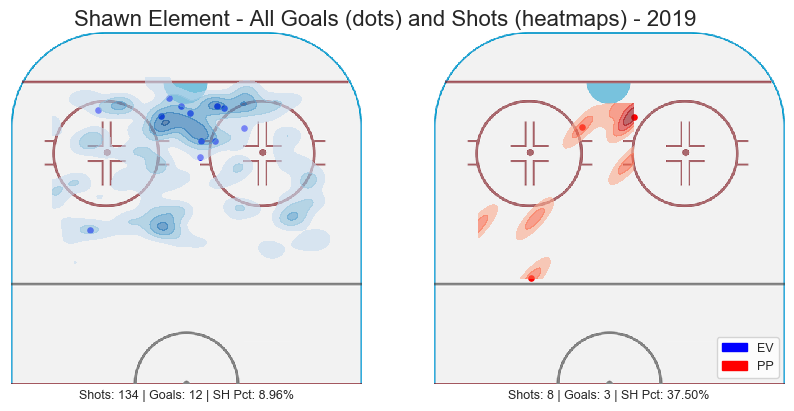 Shawn Element - All Goals (dots) and Shots (heatmaps) - 2019
EV
PP
Shots: 134 | Goals: 12 | SH Pct: 8.96%
Shots: 8 | Goals: 3 | SH Pct: 37.50%